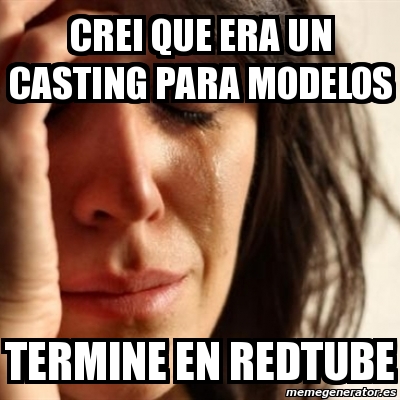 CREI QUE ERA UN
CASTING PARA MODELOS
TERMINE EN REDTUBE
memegenerator.es